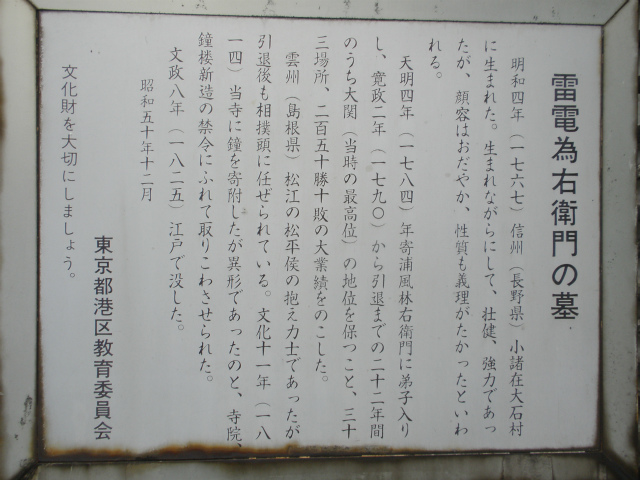 雷電為右衛門の墓
明和四年（一七六七）信州（長野県）小諸在大石村
に生まれた。生まれながらにして、壮健、強力であっ
たが、顔容はおだやか、性質も義理がたかったといわ
れる。
天明四年（一七八四）年寄浦風林右衛門に弟子入り
し、寛政二年（一七九〇）から引退までの二十二年間
のうち大関（当時の最高位）の地位を保つこと、三十
三場所、二百五十勝十敗の大業績をのこした。
雲州（島根県）松江の松平侯の抱え力士であったが
引退後も相撲頭に任ぜられている。文化十一年（一八
一四）当寺に鐘を寄附したが異形であったのと、寺院、
鐘楼新造の禁令にふれて取りこわさせられた。
文政八年（一八二五）江戸で没した。
昭和五十年十二月
東京都港区教育委員会
文化財を大切にしましょう。